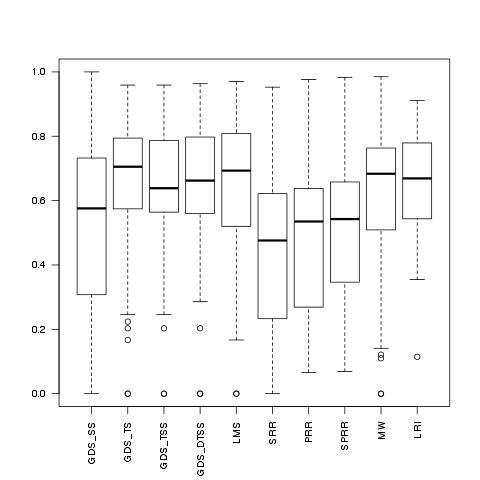 1.0
0.8
0.6
0.4
0.2
0.0
GDS_SS
GDS_TS
GDS_TSS
GDS_DTSS
LMS
SRR
PRR
SPRR
MW
LRI